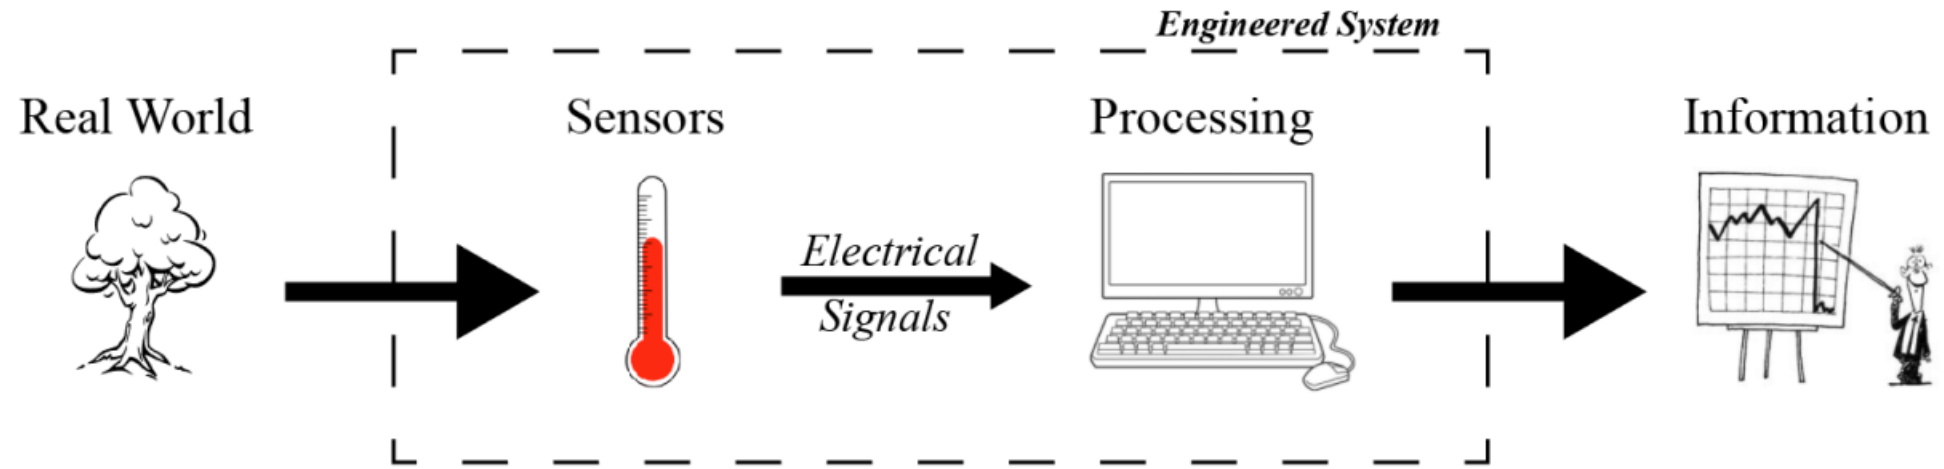 Engineered System
Real World
Sensors
Processing
Information
Electrical
Signals